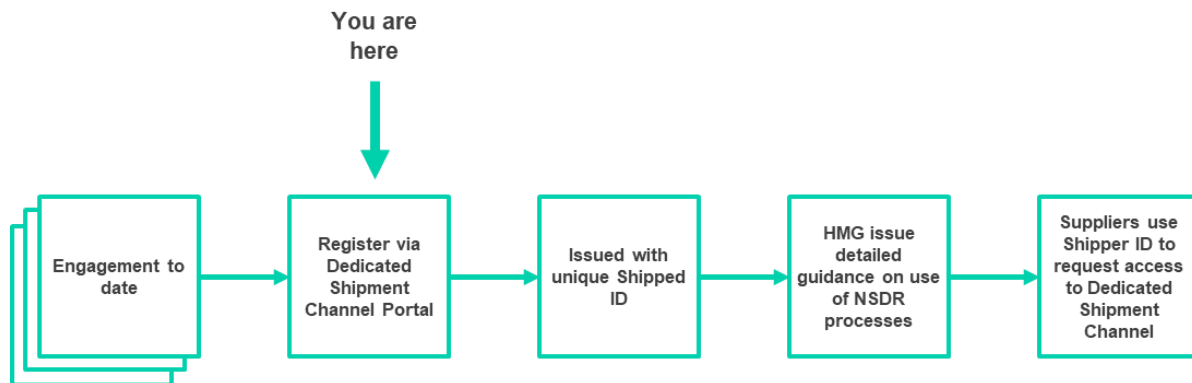 You are
here
Engagement to
date
Register via
Dedicated
Shipment
Channel Portal
Issued with
unique Shipped
ID
HMG issue
detailed
guidance on use
of NSDR
processes
Suppliers use
Shipper ID to
request access
to Dedicated
Shipment
Channel